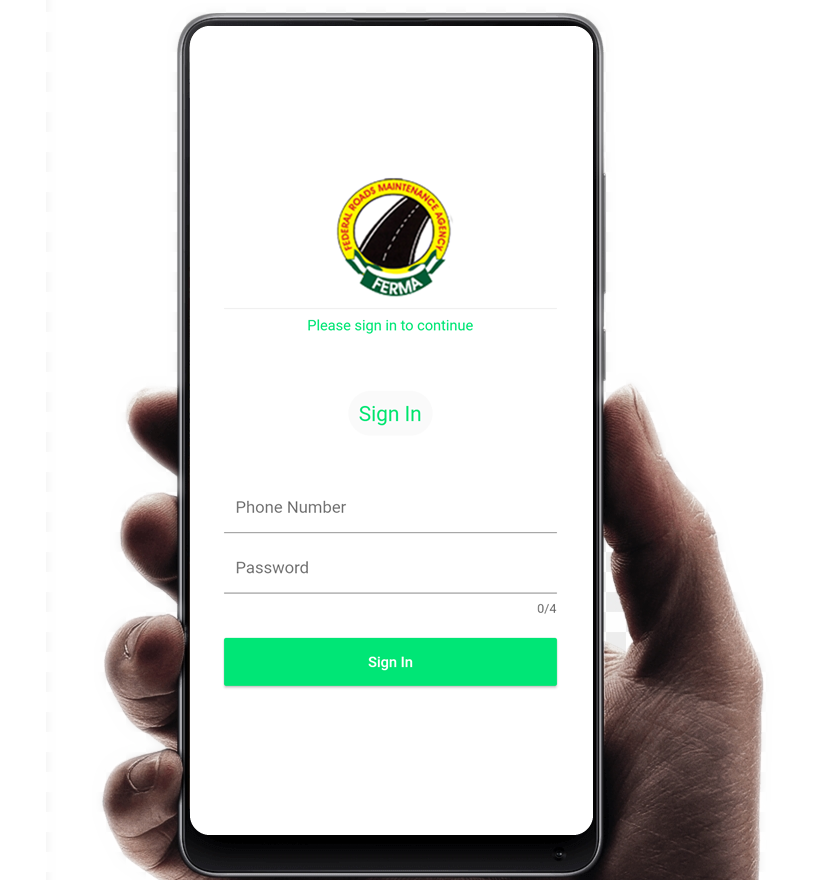 FEDERAL ROADS MAINTENANCE AGENCY
FERMA
Please sign in to continue
Sign In
Phone Number
Password
0/4
Sign In